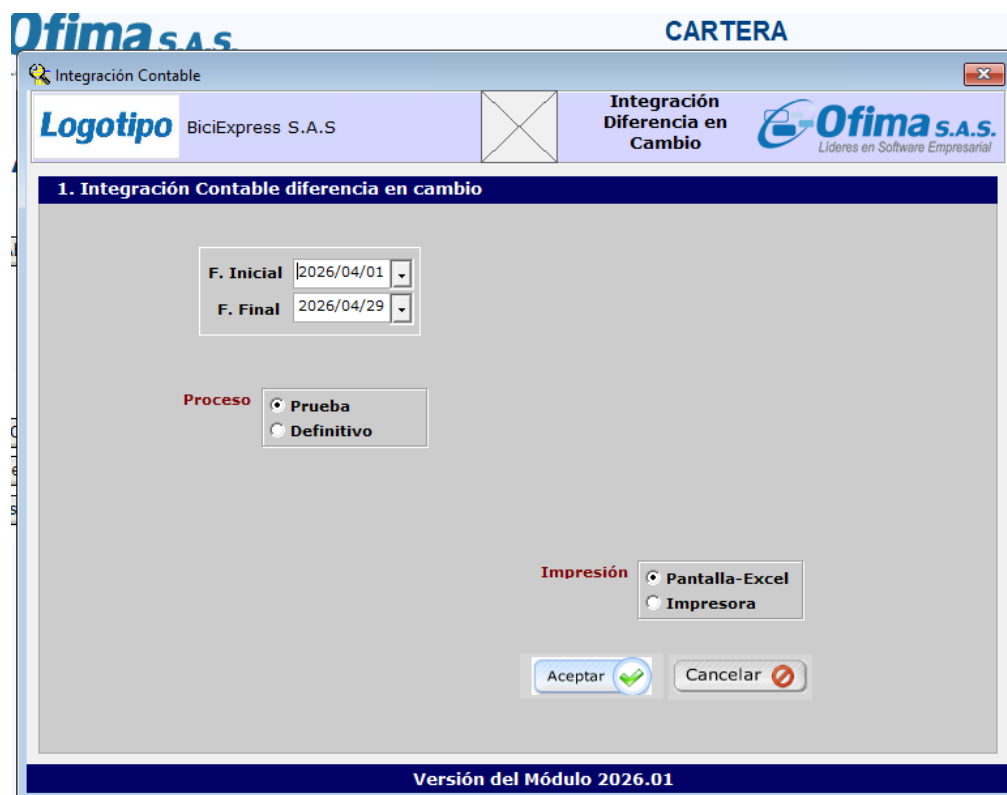 Ofima S.A.S.
CARTERA
Integración Contable
Logotipo
BiciExpress S.A.S
Integración
Diferencia en
Cambio
Ofima S.A.S.
Líderes en Software Empresarial
1. Integración Contable diferencia en cambio
F. Inicial 2026/04/01
F. Final 2026/04/29
Proceso
Prueba
Definitivo
Impresión
Pantalla-Excel
Impresora
Aceptar
Cancelar
Versión del Módulo 2026.01